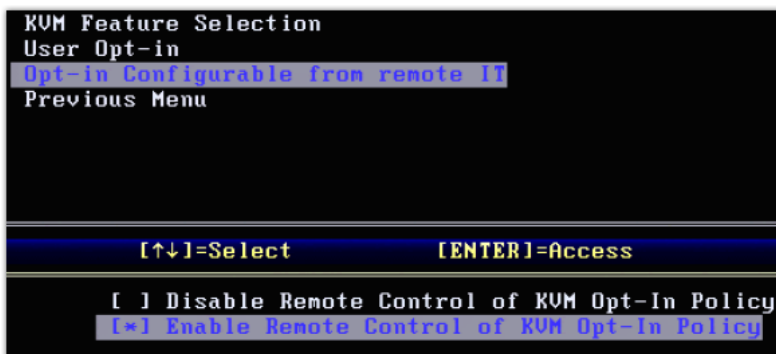 KVM Feature Selection
User Opt-in
Opt-in Configurable from remote IT
Previous Menu
[↑↓]=Select [ENTER]=Access
[ ] Disable Remote Control of KVM Opt-In Policy
[*] Enable Remote Control of KVM Opt-In Policy